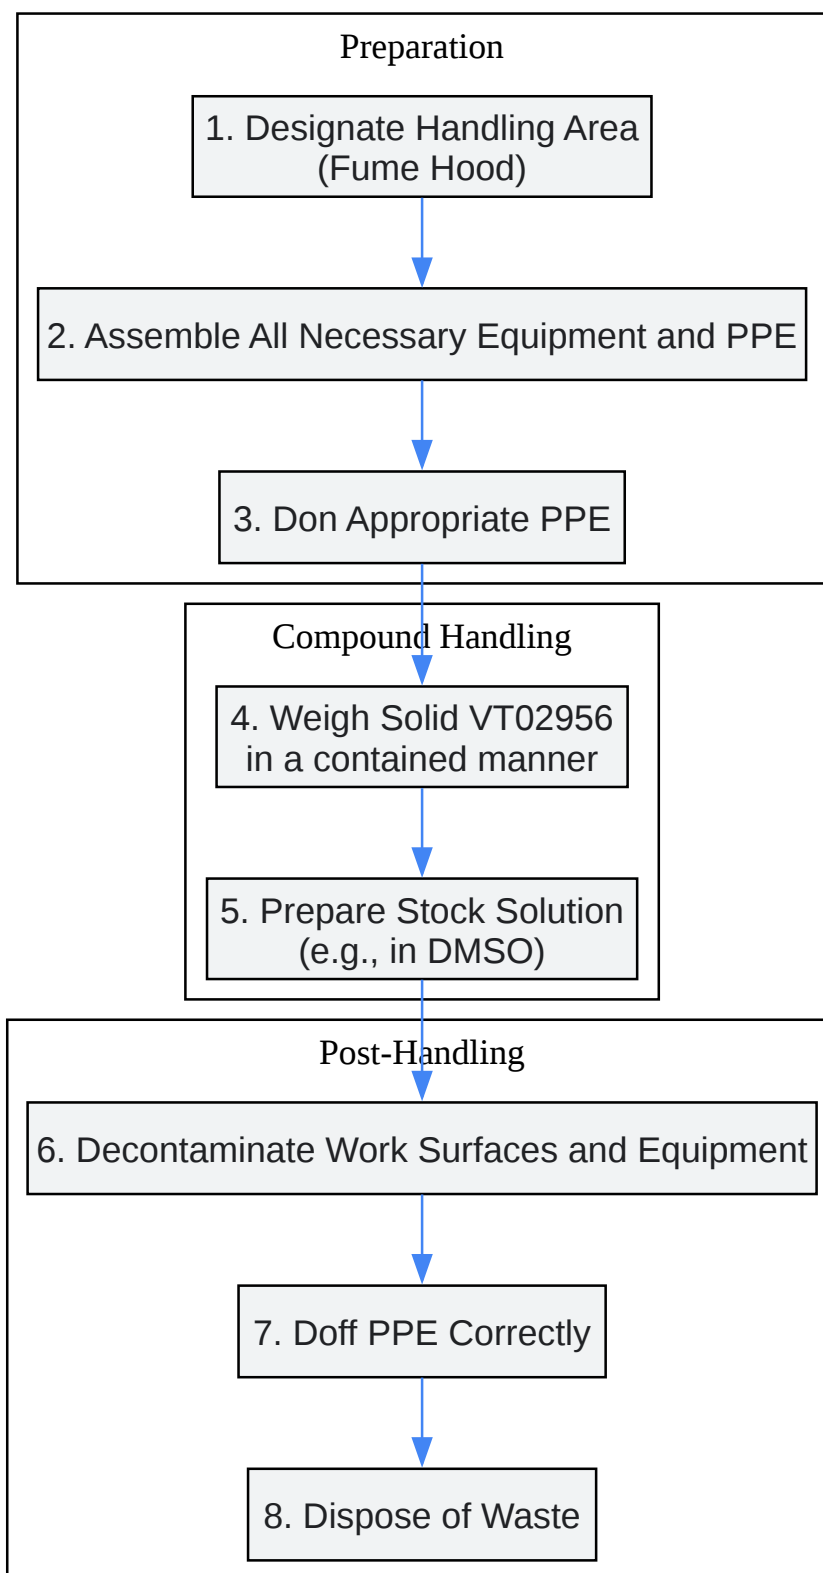 Preparation
1. Designate Handling Area
(Fume Hood)
2. Assemble All Necessary Equipment and PPE
3. Don Appropriate PPE
Compound Handling
4. Weigh Solid VT02956
in a contained manner
5. Prepare Stock Solution
(e.g., in DMSO)
Post-Handling
6. Decontaminate Work Surfaces and Equipment
7. Doff PPE Correctly
8. Dispose of Waste